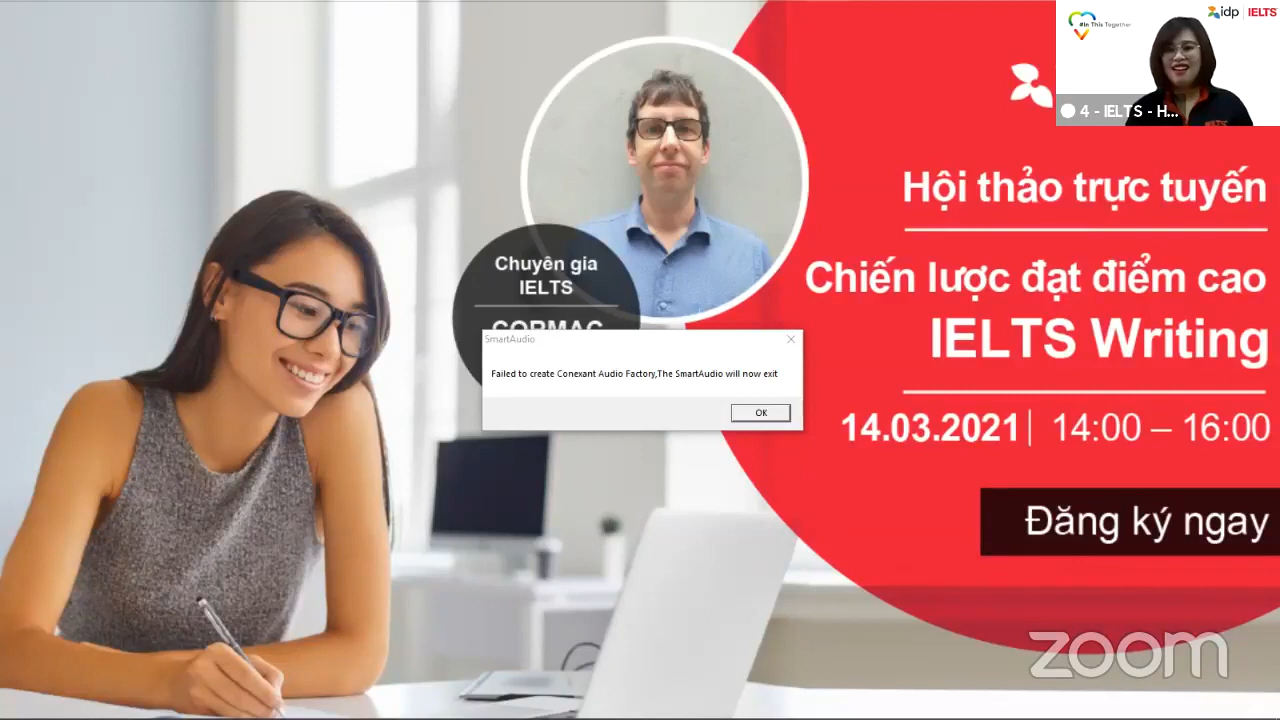 #In This Together
idp IELTS
4 - IELTS - H...
Hội thảo trực tuyến
Chiến lược đạt điểm cao
IELTS Writing
14.03.2021 | 14:00 – 16:00
Đăng ký ngay
Chuyên gia
IELTS
CORMAC
SmartAudio
Failed to create Conexant Audio Factory,The SmartAudio will now exit
OK
zoom